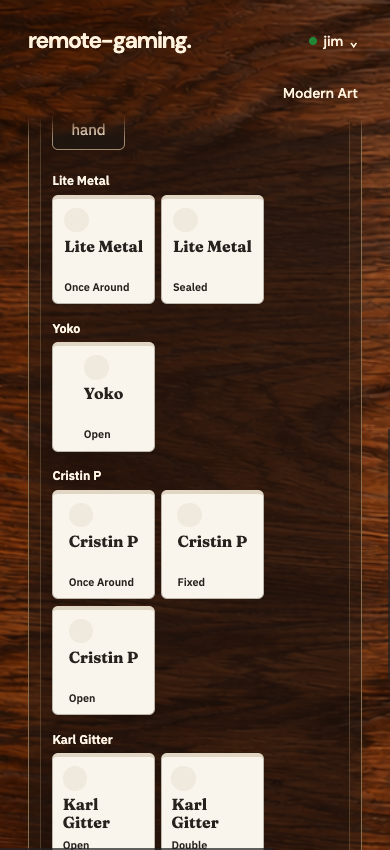 remote-gaming.
jim
Modern Art
hand
Lite Metal
Lite Metal
Lite Metal
Once Around
Sealed
Yoko
Yoko
Open
Cristin P
Cristin P
Cristin P
Once Around
Fixed
Cristin P
Open
Karl Gitter
Karl
Gitter
Karl
Gitter
Open
Double